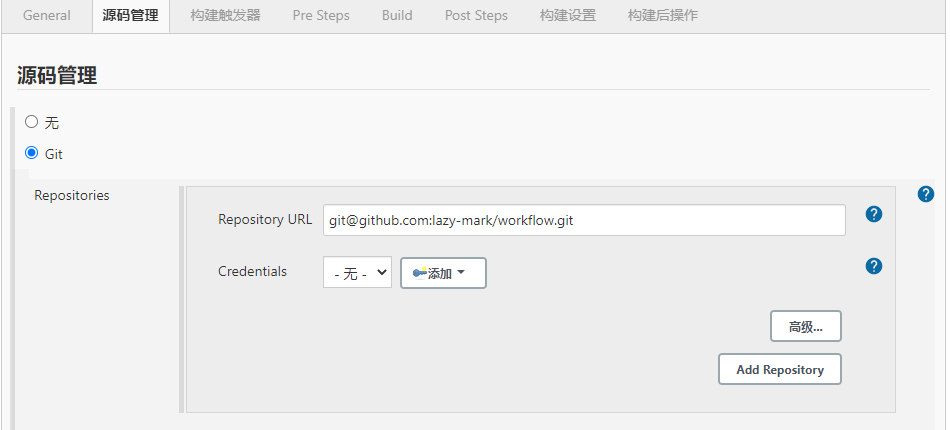 General 源码管理 构建触发器 Pre Steps Build Post Steps 构建设置 构建后操作
源码管理
无
Git
Repositories
?
Repository URL git@github.com:lazy-mark/workflow.git ?
Credentials - 无 - 添加 ?
高级...
Add Repository